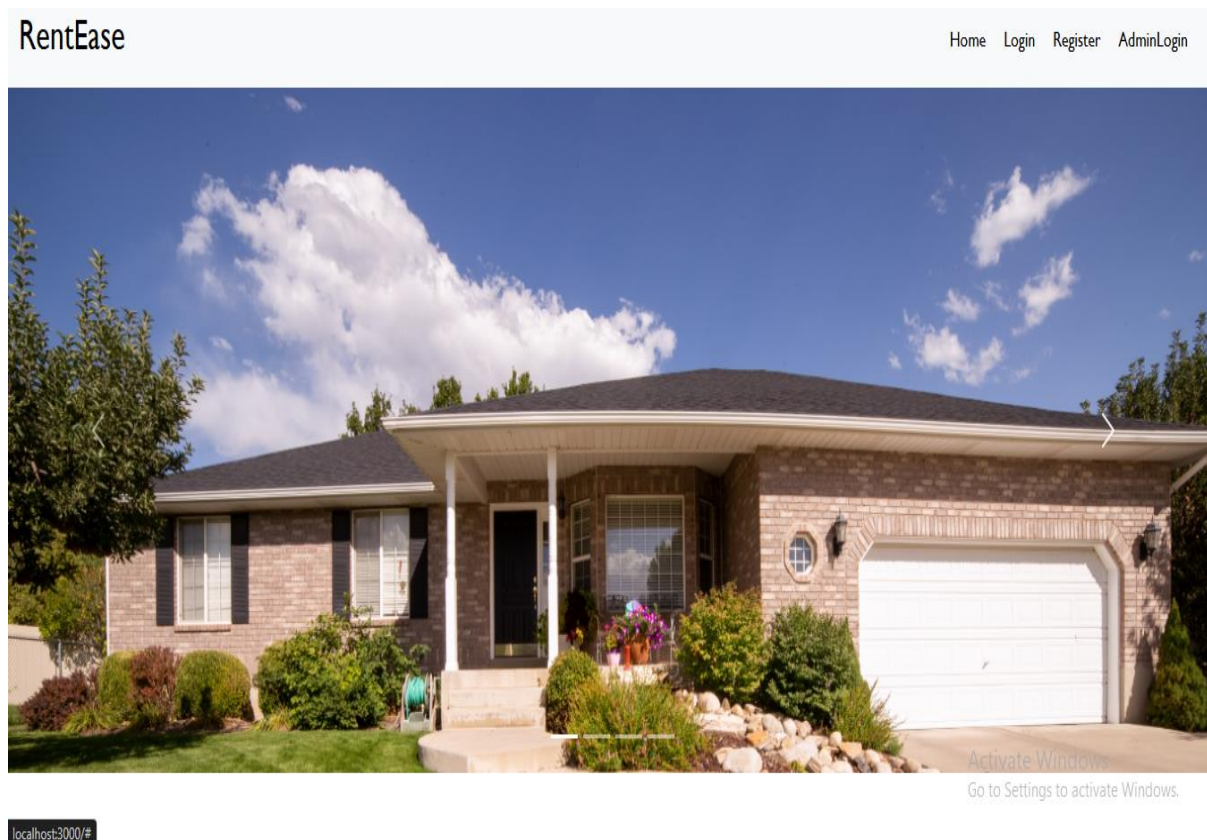 RentEase
Home Login Register AdminLogin
Activate Windows
Go to Settings to activate Windows.
localhost:3000/#